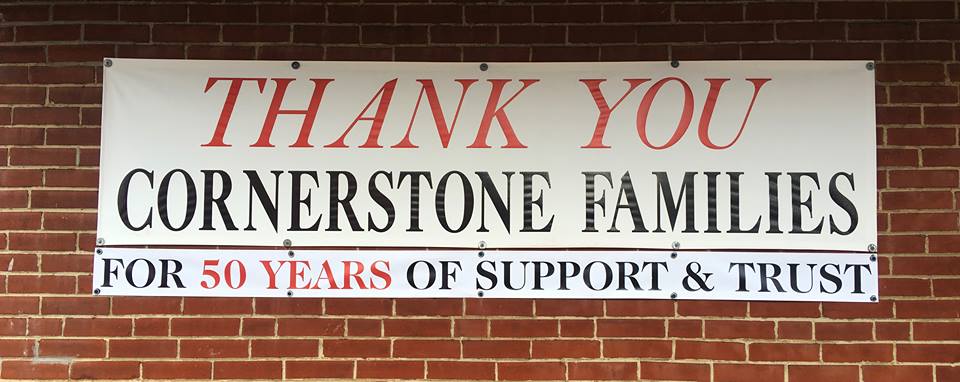 THANK YOU
CORNERSTONE FAMILIES
FOR 50 YEARS OF SUPPORT & TRUST